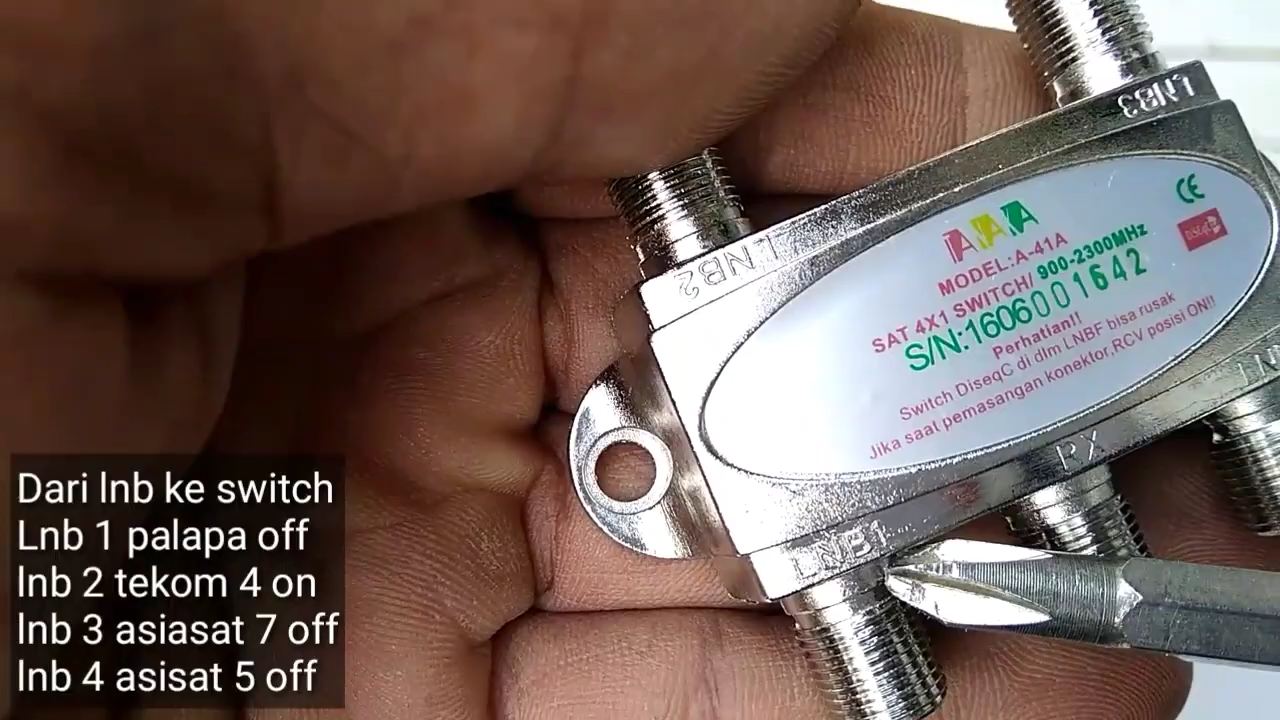 LNB3
LNB2
AAA
CE
DiSEqC
MODEL:A-41A
SAT 4X1 SWITCH/ 900-2300MHz
S/N:1606001642
Perhatian!!
Switch DiseqC di dlm LNBF bisa rusak
Jika saat pemasangan konektor,RCV posisi ON!!
RX
LNB1
Dari lnb ke switch
Lnb 1 palapa off
lnb 2 tekom 4 on
lnb 3 asiasat 7 off
lnb 4 asisat 5 off